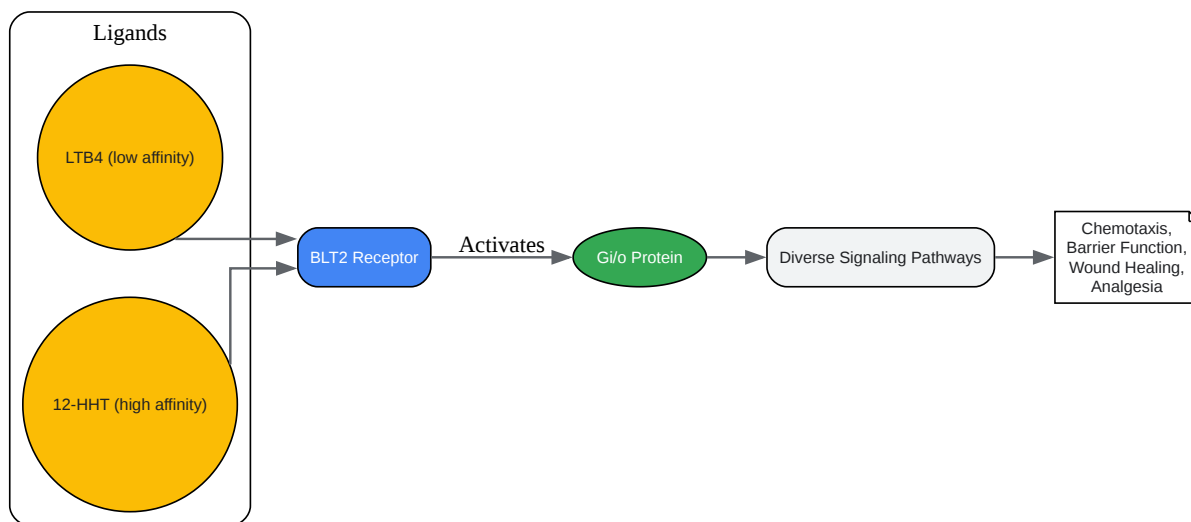 Ligands
LTB4 (low affinity)
12-HHT (high affinity)
BLT2 Receptor
Activates
Gi/o Protein
Diverse Signaling Pathways
Chemotaxis,
Barrier Function,
Wound Healing,
Analgesia